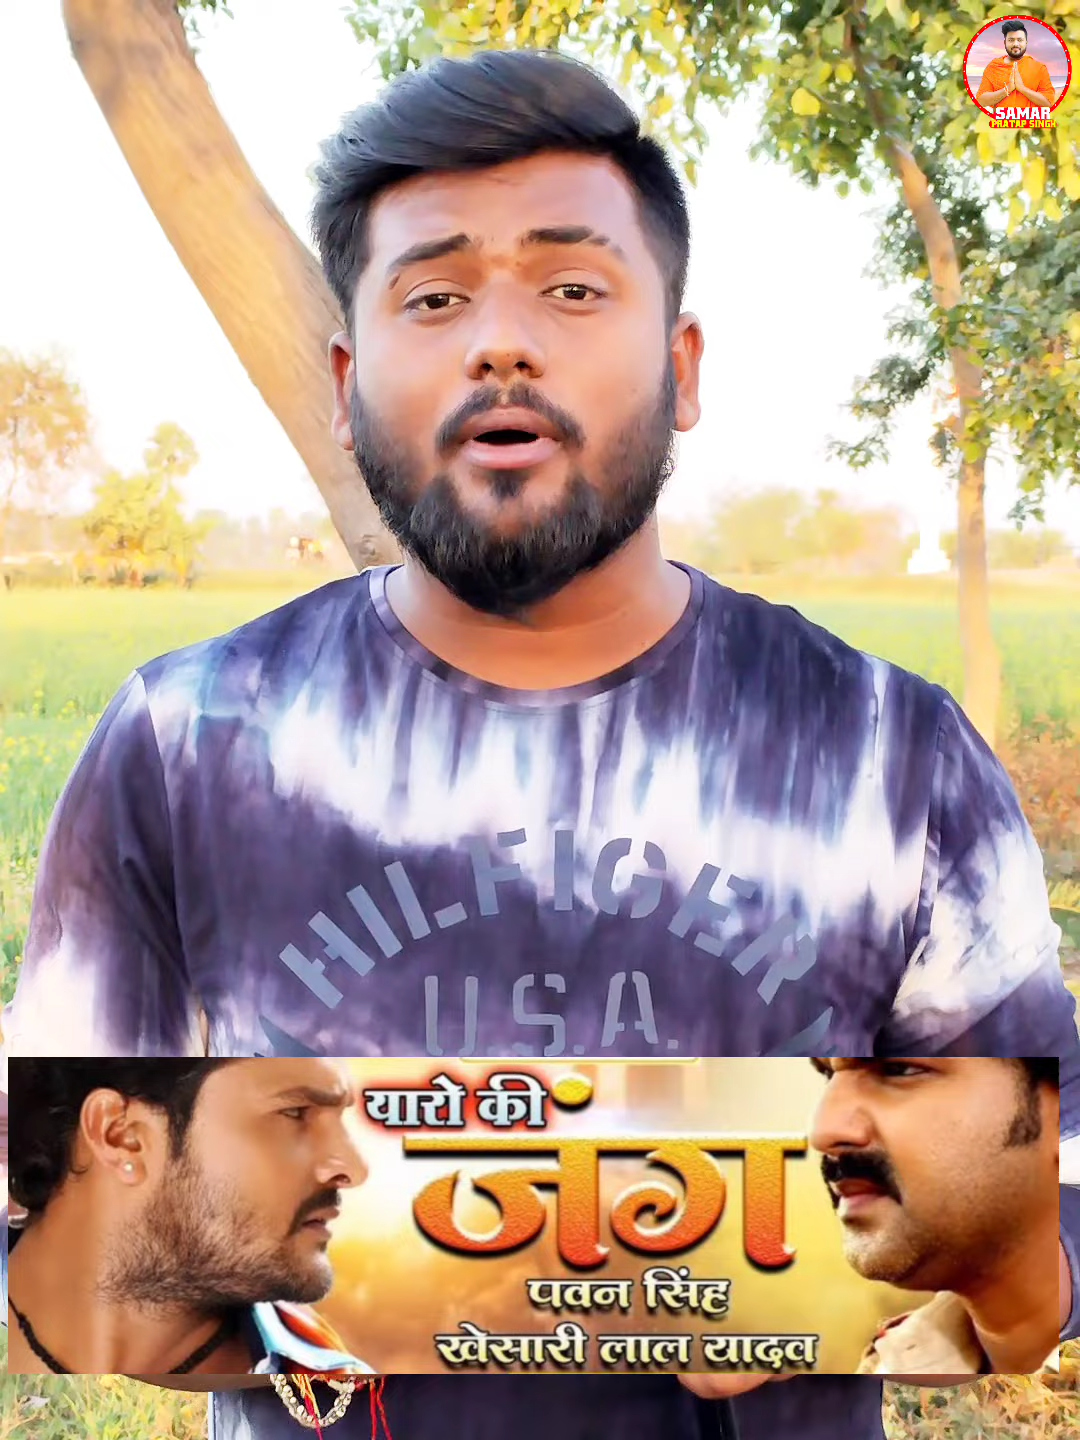 SAMAR
PRATAP SINGH
HILFIGER
U.S.A.
यारो की
जंग
पवन सिंह
खेसारी लाल यादव